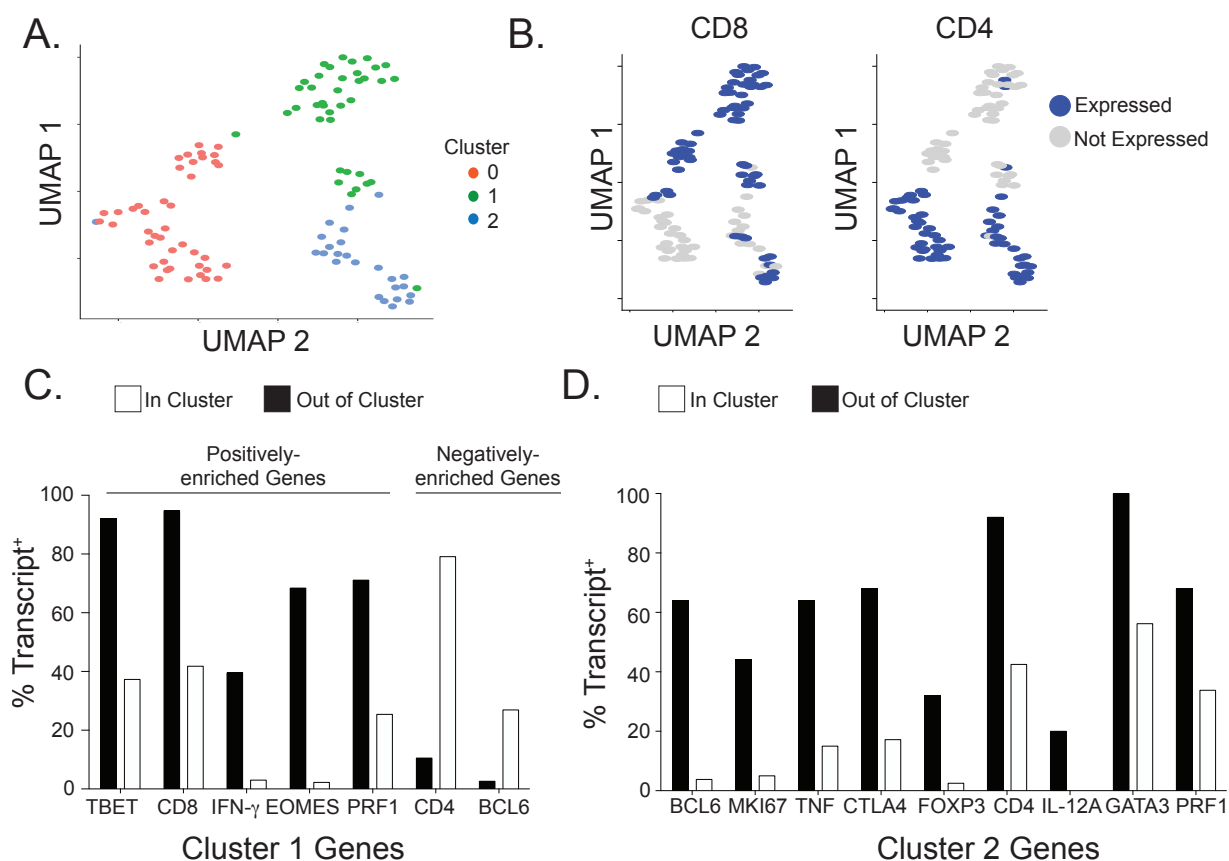 A.
UMAP 1
UMAP 2
Cluster
0
1
2
B.
CD8
CD4
UMAP 1
UMAP 1
UMAP 2
UMAP 2
Expressed
Not Expressed
C.
In Cluster
Out of Cluster
Positively-
enriched Genes
Negatively-
enriched Genes
% Transcript+
100
80
60
40
20
0
TBET CD8 IFN-γ EOMES PRF1 CD4 BCL6
Cluster 1 Genes
D.
In Cluster
Out of Cluster
% Transcript+
100
80
60
40
20
0
BCL6 MKI67 TNF CTLA4 FOXP3 CD4 IL-12A GATA3 PRF1
Cluster 2 Genes